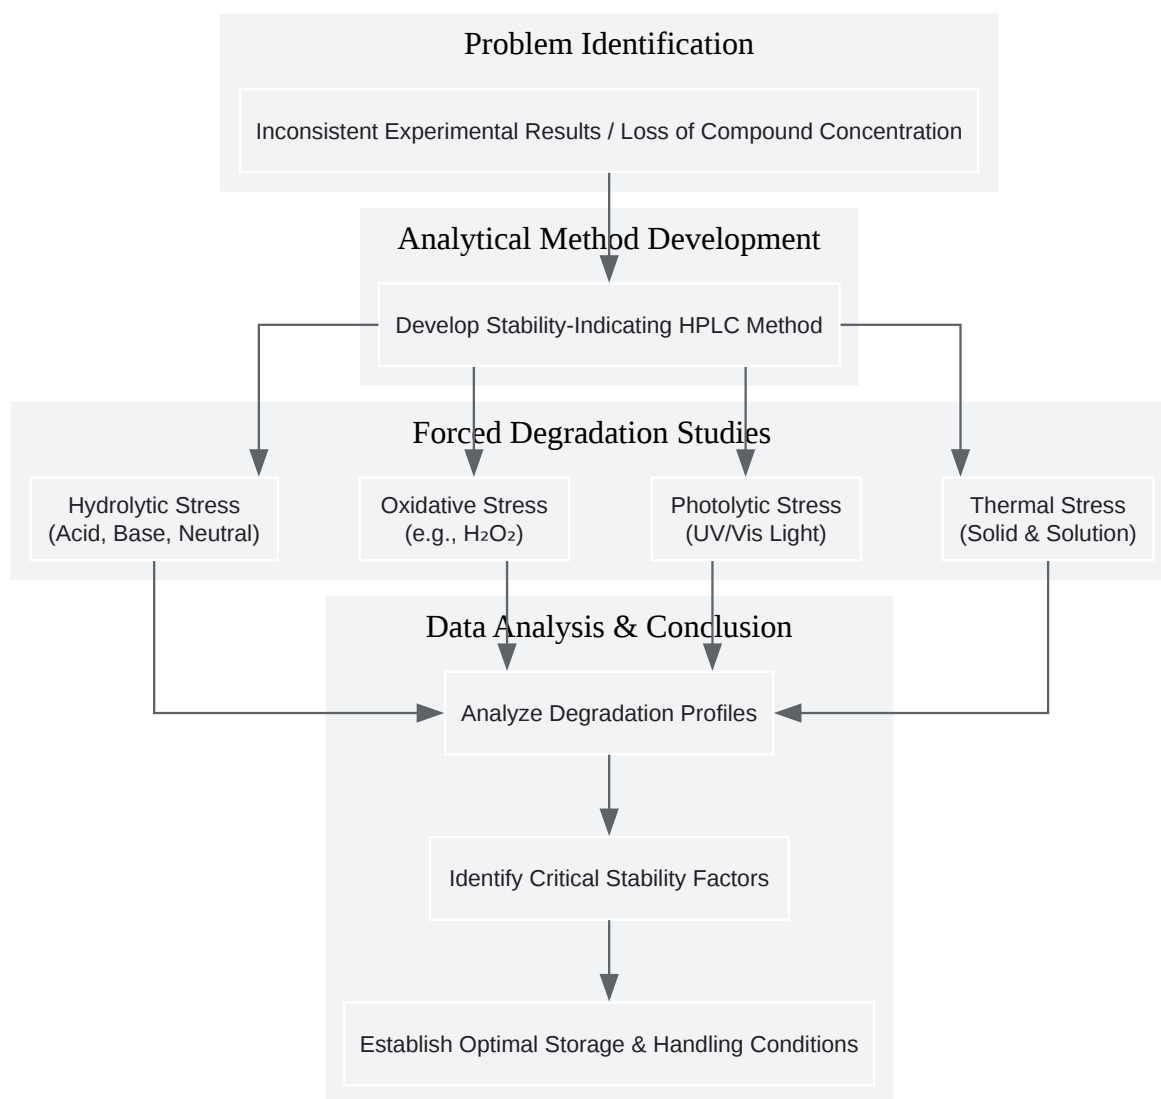 Problem Identification
Inconsistent Experimental Results / Loss of Compound Concentration
Analytical Method Development
Develop Stability-Indicating HPLC Method
Forced Degradation Studies
Hydrolytic Stress
(Acid, Base, Neutral)
Oxidative Stress
(e.g., H₂O₂)
Photolytic Stress
(UV/Vis Light)
Thermal Stress
(Solid & Solution)
Data Analysis & Conclusion
Analyze Degradation Profiles
Identify Critical Stability Factors
Establish Optimal Storage & Handling Conditions